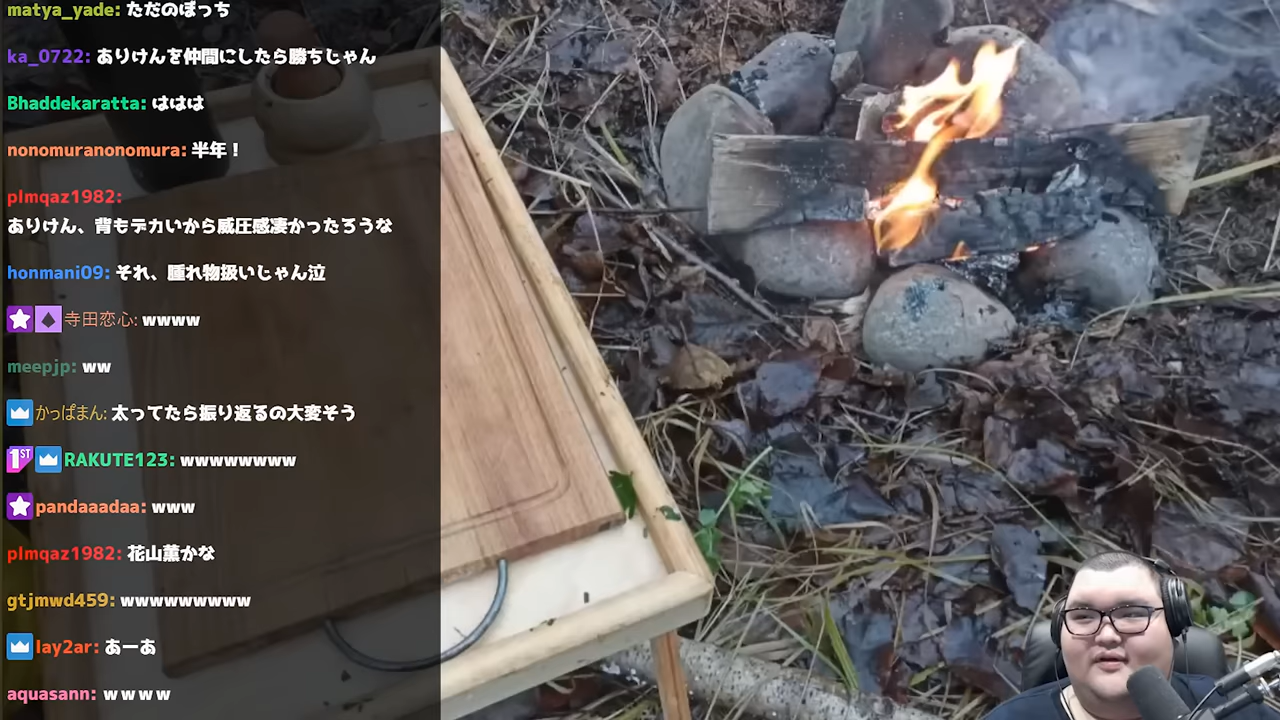 matya_yade: ただのぼっち
ka_0722: ありけんを仲間にしたら勝ちじゃん
Bhaddekaratta: ははは
nonomuranonomura: 半年！
plmqaz1982:
ありけん、背もデカいから威圧感凄かったろうな
honmani09: それ、腫れ物扱いじゃん泣
寺田恋心: wwww
meepjp: ww
かっぱまん: 太ってたら振り返るの大変そう
1ST RAKUTE123: wwwwwwww
pandaaadaa: www
plmqaz1982: 花山薫かな
gtjmwd459: wwwwwwwww
lay2ar: あーあ
aquasann: ｗｗｗｗ